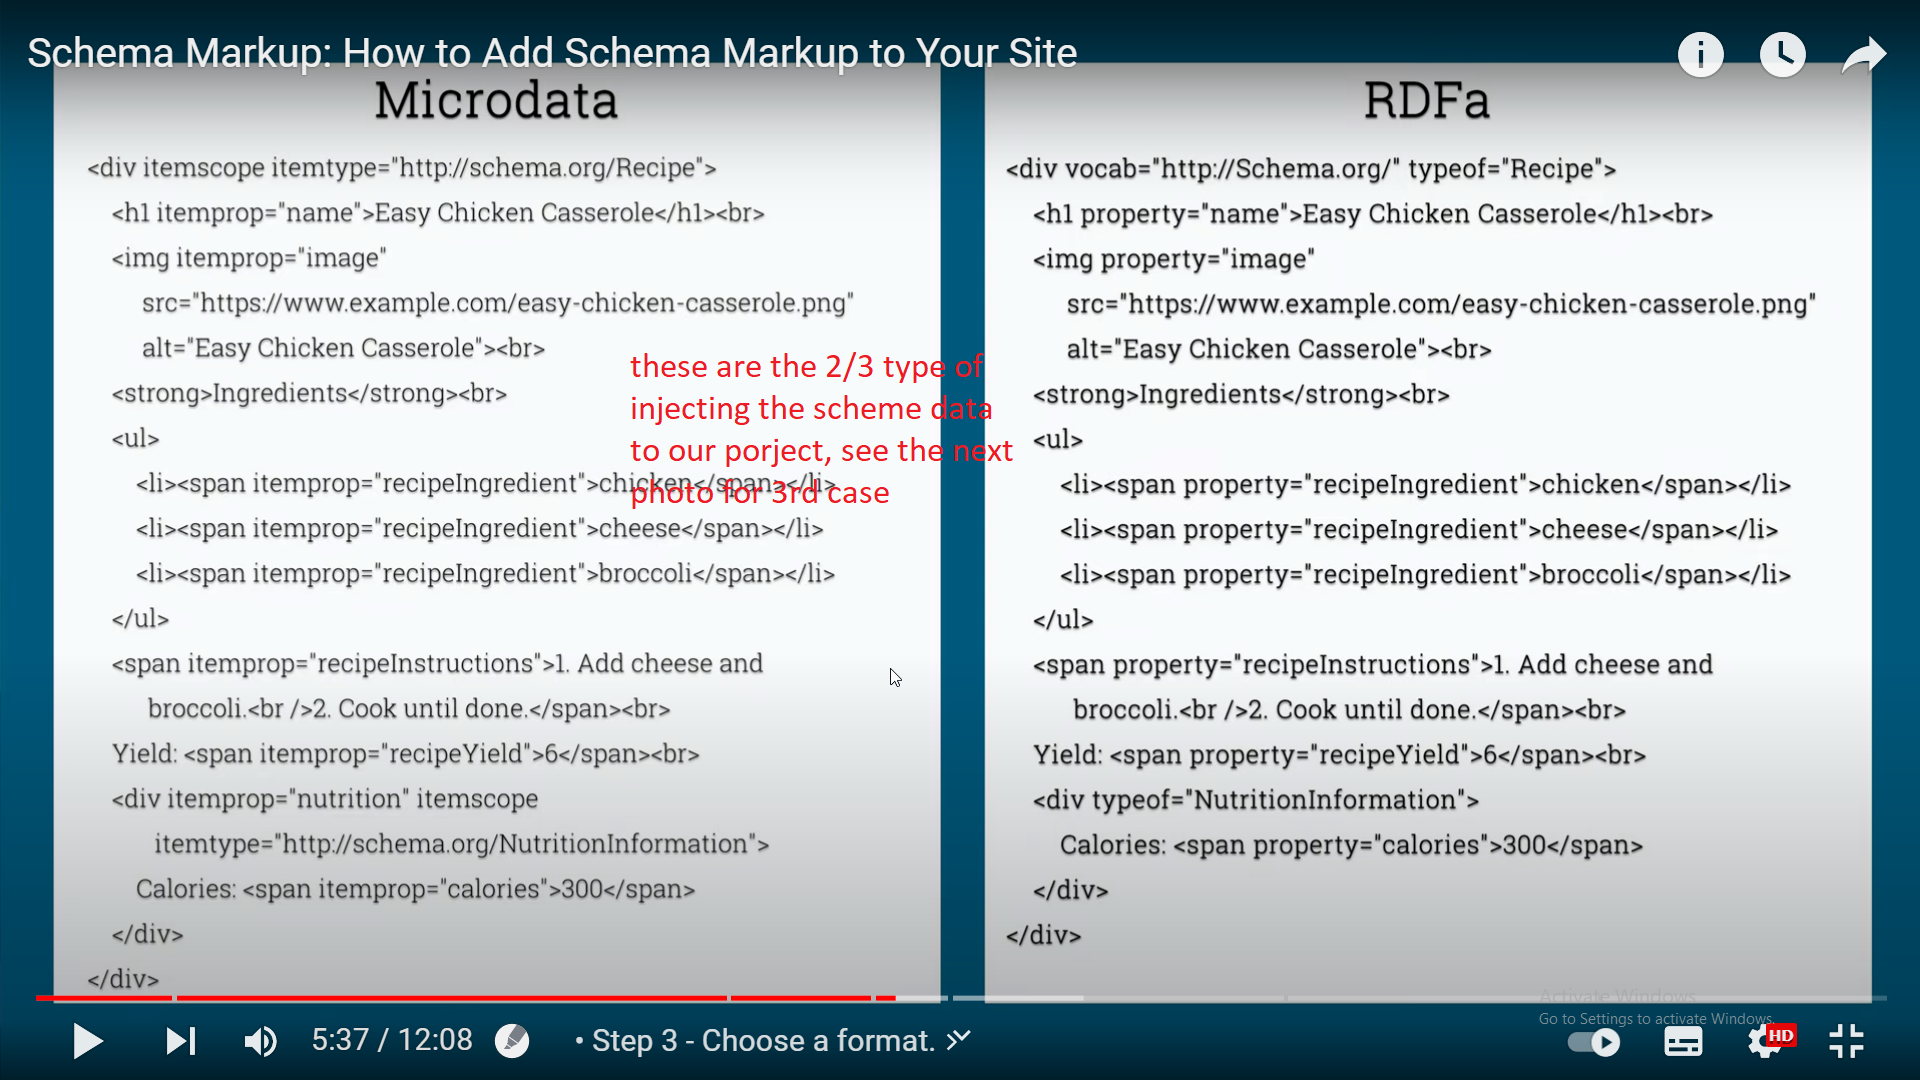 Schema Markup: How to Add Schema Markup to Your Site
Microdata
<div itemscope itemtype="http://schema.org/Recipe">
<h1 itemprop="name">Easy Chicken Casserole</h1><br>
<img itemprop="image"
src="https://www.example.com/easy-chicken-casserole.png"
alt="Easy Chicken Casserole"><br>
<strong>Ingredients</strong><br>
<ul>
<li><span itemprop="recipeIngredient">chicken</span></li>
<li><span itemprop="recipeIngredient">cheese</span></li>
<li><span itemprop="recipeIngredient">broccoli</span></li>
</ul>
<span itemprop="recipeInstructions">1. Add cheese and
broccoli.<br />2. Cook until done.</span><br>
Yield: <span itemprop="recipeYield">6</span><br>
<div itemprop="nutrition" itemscope
itemtype="http://schema.org/NutritionInformation">
Calories: <span itemprop="calories">300</span>
</div>
</div>
these are the 2/3 type of
injecting the scheme data
to our porject, see the next
photo for 3rd case
RDFa
<div vocab="http://Schema.org/" typeof="Recipe">
<h1 property="name">Easy Chicken Casserole</h1><br>
<img property="image"
src="https://www.example.com/easy-chicken-casserole.png"
alt="Easy Chicken Casserole"><br>
<strong>Ingredients</strong><br>
<ul>
<li><span property="recipeIngredient">chicken</span></li>
<li><span property="recipeIngredient">cheese</span></li>
<li><span property="recipeIngredient">broccoli</span></li>
</ul>
<span property="recipeInstructions">1. Add cheese and
broccoli.<br />2. Cook until done.</span><br>
Yield: <span property="recipeYield">6</span><br>
<div typeof="NutritionInformation">
Calories: <span property="calories">300</span>
</div>
</div>
Activate Windows
Go to Settings to activate Windows.
5:37 / 12:08
• Step 3 - Choose a format.
HD